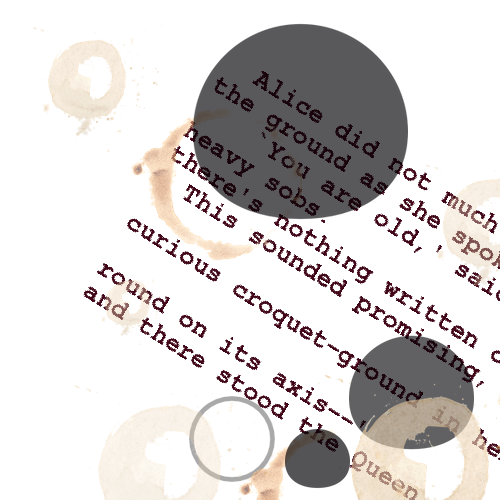 Alice did not much
the ground as she spok
`You are old,' said
heavy sobs.
there's nothing written o
This sounded promising,
curious croquet-ground in he
round on its axis--'
and there stood the Queen